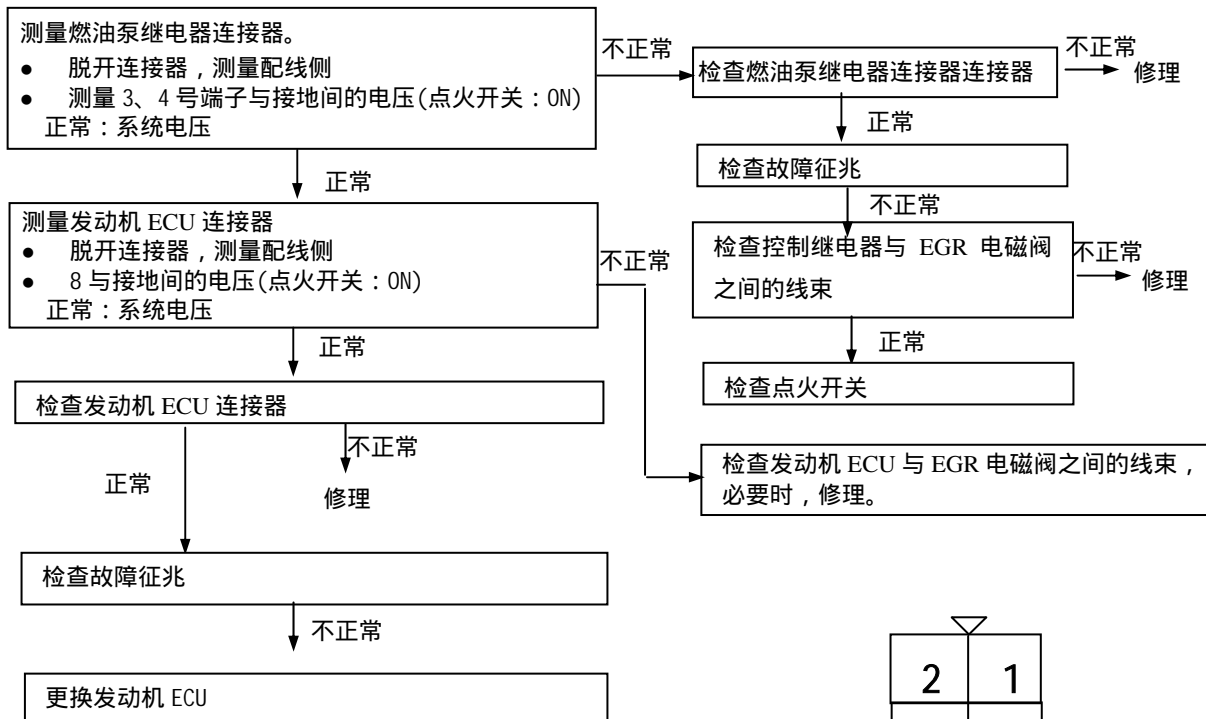 测量燃油泵继电器连接器。
● 脱开连接器，测量配线侧
● 测量 3、4 号端子与接地间的电压(点火开关：ON)
正常：系统电压
不正常
检查燃油泵继电器连接器连接器
不正常
修理
正常
检查故障征兆
不正常
检查控制继电器与 EGR 电磁阀
之间的线束
不正常
修理
正常
检查点火开关
正常
测量发动机 ECU 连接器
● 脱开连接器，测量配线侧
● 8 与接地间的电压(点火开关：ON)
正常：系统电压
不正常
检查发动机 ECU 与 EGR 电磁阀之间的线束，
必要时，修理。
正常
检查发动机 ECU 连接器
不正常
修理
正常
检查故障征兆
不正常
更换发动机 ECU
2 1